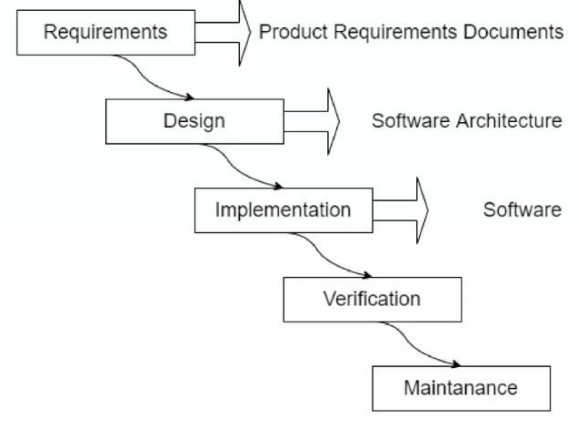 Requirements
Product Requirements Documents
Design
Software Architecture
Implementation
Software
Verification
Maintanance